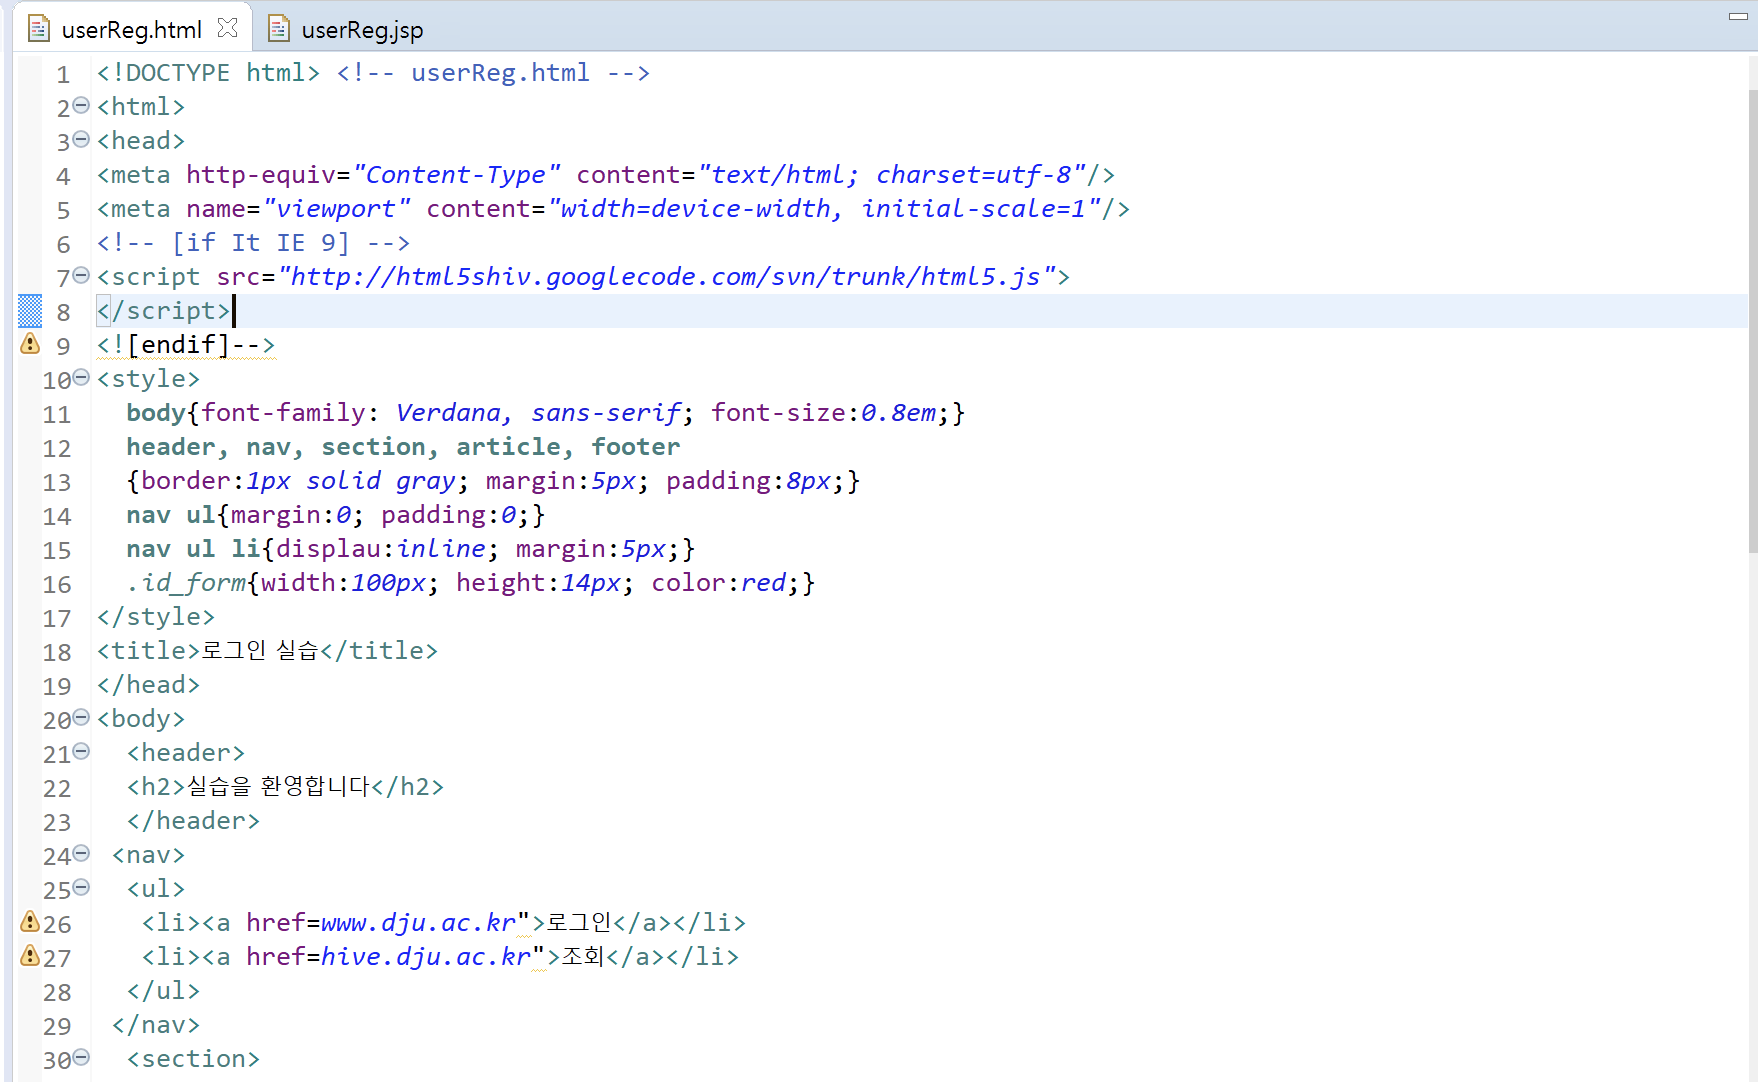 userReg.html userReg.jsp
1 <!DOCTYPE html> <!-- userReg.html -->
2 <html>
3 <head>
4 <meta http-equiv="Content-Type" content="text/html; charset=utf-8"/>
5 <meta name="viewport" content="width=device-width, initial-scale=1"/>
6 <!-- [if It IE 9] -->
7 <script src="http://html5shiv.googlecode.com/svn/trunk/html5.js">
8 </script>
9 <![endif]-->
10 <style>
11 body{font-family: Verdana, sans-serif; font-size:0.8em;}
12 header, nav, section, article, footer
13 {border:1px solid gray; margin:5px; padding:8px;}
14 nav ul{margin:0; padding:0;}
15 nav ul li{displau:inline; margin:5px;}
16 .id_form{width:100px; height:14px; color:red;}
17 </style>
18 <title>로그인 실습</title>
19 </head>
20 <body>
21 <header>
22 <h2>실습을 환영합니다</h2>
23 </header>
24 <nav>
25 <ul>
26 <li><a href=www.dju.ac.kr">로그인</a></li>
27 <li><a href=hive.dju.ac.kr">조회</a></li>
28 </ul>
29 </nav>
30 <section>